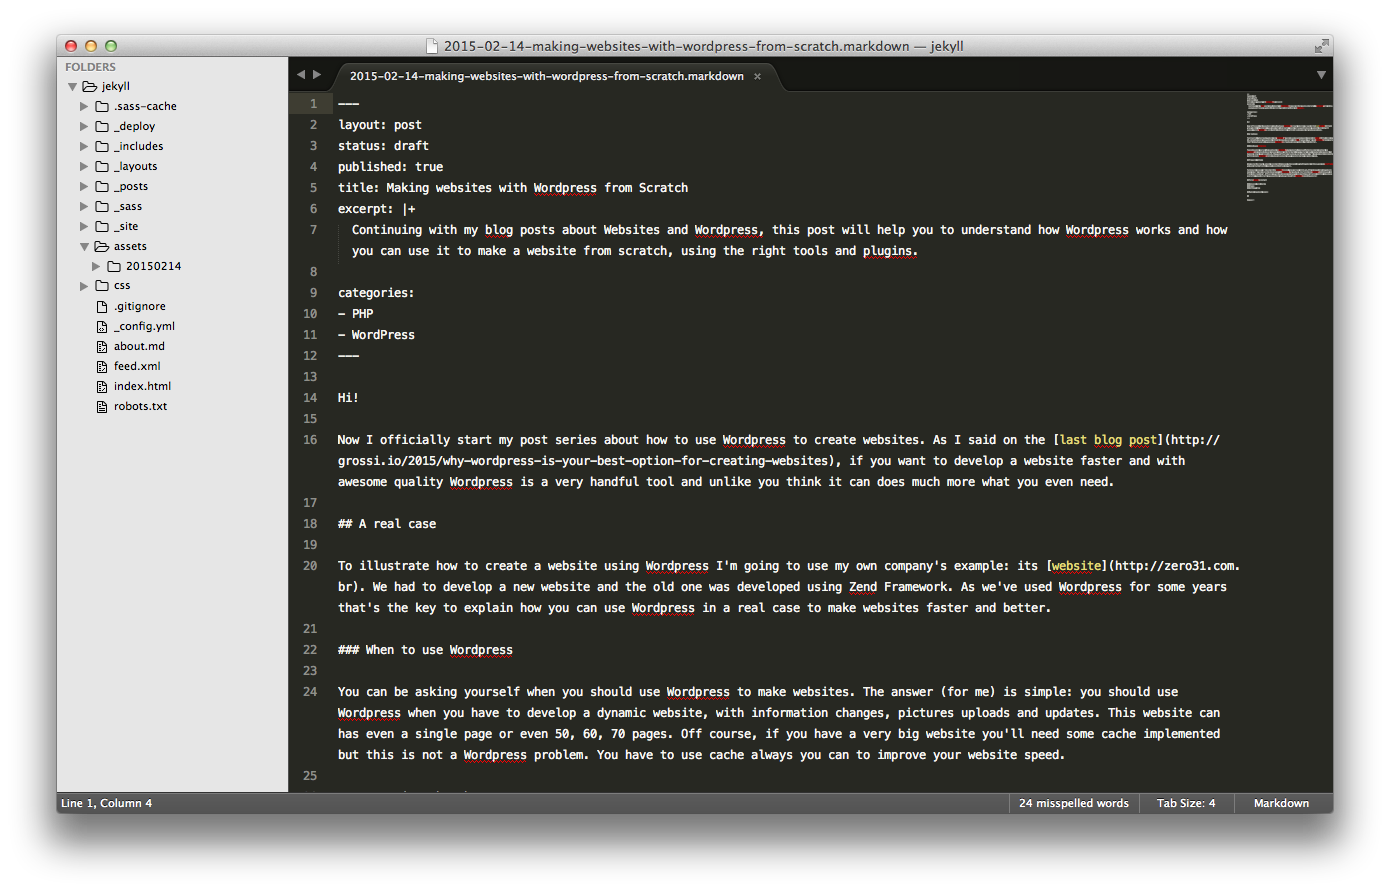 2015-02-14-making-websites-with-wordpress-from-scratch.markdown — jekyll
FOLDERS
jekyll
.sass-cache
_deploy
_includes
_layouts
_posts
_sass
_site
assets
20150214
css
.gitignore
_config.yml
about.md
feed.xml
index.html
robots.txt
2015-02-14-making-websites-with-wordpress-from-scratch.markdown ×
1 ---
2 layout: post
3 status: draft
4 published: true
5 title: Making websites with Wordpress from Scratch
6 excerpt: |+
7 Continuing with my blog posts about Websites and Wordpress, this post will help you to understand how Wordpress works and how
you can use it to make a website from scratch, using the right tools and plugins.
8
9 categories:
10 - PHP
11 - WordPress
12 ---
13
14 Hi!
15
16 Now I officially start my post series about how to use Wordpress to create websites. As I said on the [last blog post](http://
grossi.io/2015/why-wordpress-is-your-best-option-for-creating-websites), if you want to develop a website faster and with
awesome quality Wordpress is a very handful tool and unlike you think it can does much more what you even need.
17
18 ## A real case
19
20 To illustrate how to create a website using Wordpress I'm going to use my own company's example: its [website](http://zero31.com.
br). We had to develop a new website and the old one was developed using Zend Framework. As we've used Wordpress for some years
that's the key to explain how you can use Wordpress in a real case to make websites faster and better.
21
22 ### When to use Wordpress
23
24 You can be asking yourself when you should use Wordpress to make websites. The answer (for me) is simple: you should use
Wordpress when you have to develop a dynamic website, with information changes, pictures uploads and updates. This website can
has even a single page or even 50, 60, 70 pages. Off course, if you have a very big website you'll need some cache implemented
but this is not a Wordpress problem. You have to use cache always you can to improve your website speed.
25
Line 1, Column 4
24 misspelled words
Tab Size: 4
Markdown